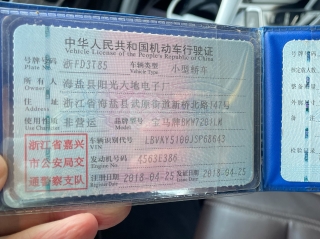 中华人民共和国机动车行驶证
Vehicle License of the People's Republic of China
号牌号码 浙FD3T85 车辆类型 小型轿车
Plate No. Vehicle Type
所有人 海盐县阳光大地电子厂
Owner
住址 浙江省海盐县武原街道新桥北路147号
Address
使用性质 非营运 品牌型号 宝马牌BMW7201LM
Use Character Model
浙江省嘉兴
市公安局交
通警察支队
车辆识别代号 LBVKY5100JSP68643
VIN
发动机号码 4563E386
Engine No.
注册日期 2018-04-25 发证日期 2018-04-25
Register Date Issue Date